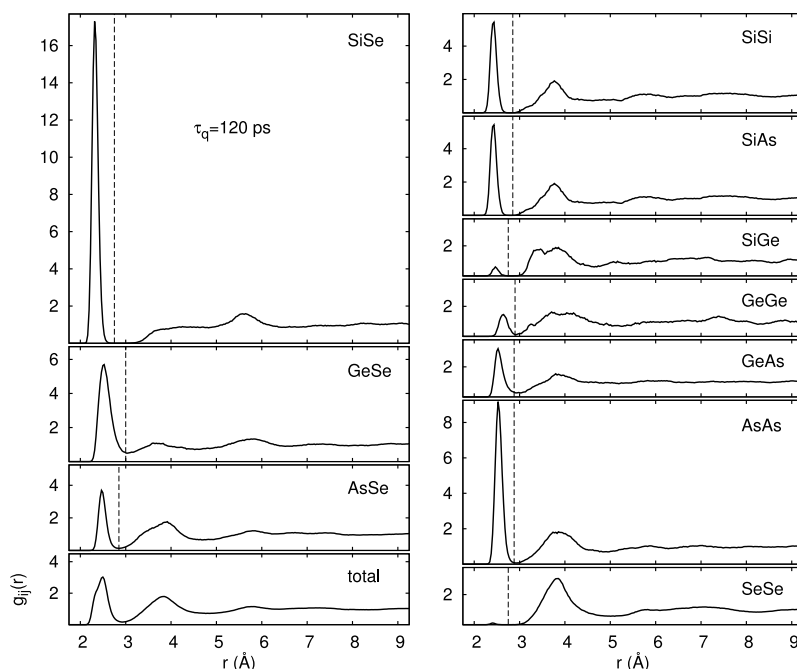 SiSe
16
14
τq=120 ps
12
10
8
6
4
2
GeSe
6
4
2
AsSe
4
2
total
4
2
2 3 4 5 6 7 8 9
r (Å)
gij(r)
SiSi
4
2
SiAs
4
2
SiGe
2
GeGe
2
GeAs
2
AsAs
8
6
4
2
SeSe
2
2 3 4 5 6 7 8 9
r (Å)